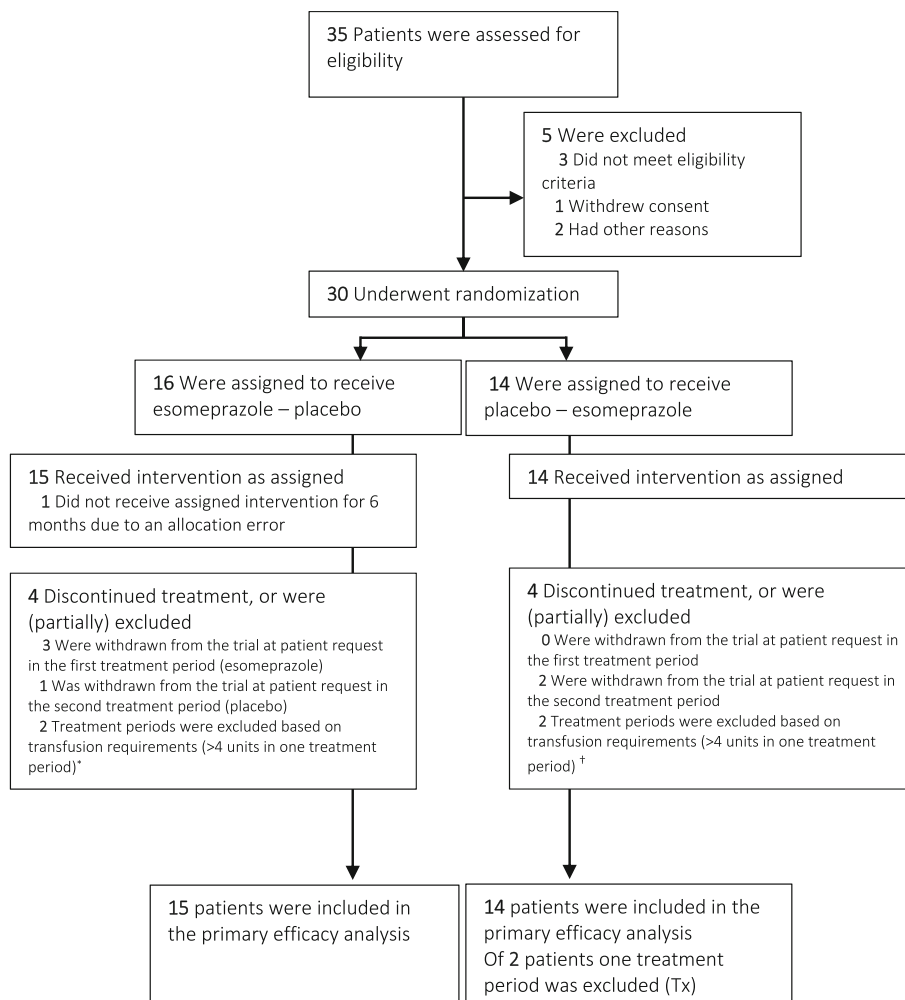 35 Patients were assessed for
eligibility
5 Were excluded
3 Did not meet eligibility
criteria
1 Withdrew consent
2 Had other reasons
30 Underwent randomization
16 Were assigned to receive
esomeprazole – placebo
14 Were assigned to receive
placebo – esomeprazole
15 Received intervention as assigned
1 Did not receive assigned intervention for 6
months due to an allocation error
14 Received intervention as assigned
4 Discontinued treatment, or were
(partially) excluded
3 Were withdrawn from the trial at patient request
in the first treatment period (esomeprazole)
1 Was withdrawn from the trial at patient request in
the second treatment period (placebo)
2 Treatment periods were excluded based on
transfusion requirements (>4 units in one treatment
period)*
4 Discontinued treatment, or were
(partially) excluded
0 Were withdrawn from the trial at patient request in
the first treatment period
2 Were withdrawn from the trial at patient request in
the second treatment period
2 Treatment periods were excluded based on
transfusion requirements (>4 units in one treatment
period) †
15 patients were included in
the primary efficacy analysis
14 patients were included in the
primary efficacy analysis
Of 2 patients one treatment
period was excluded (Tx)